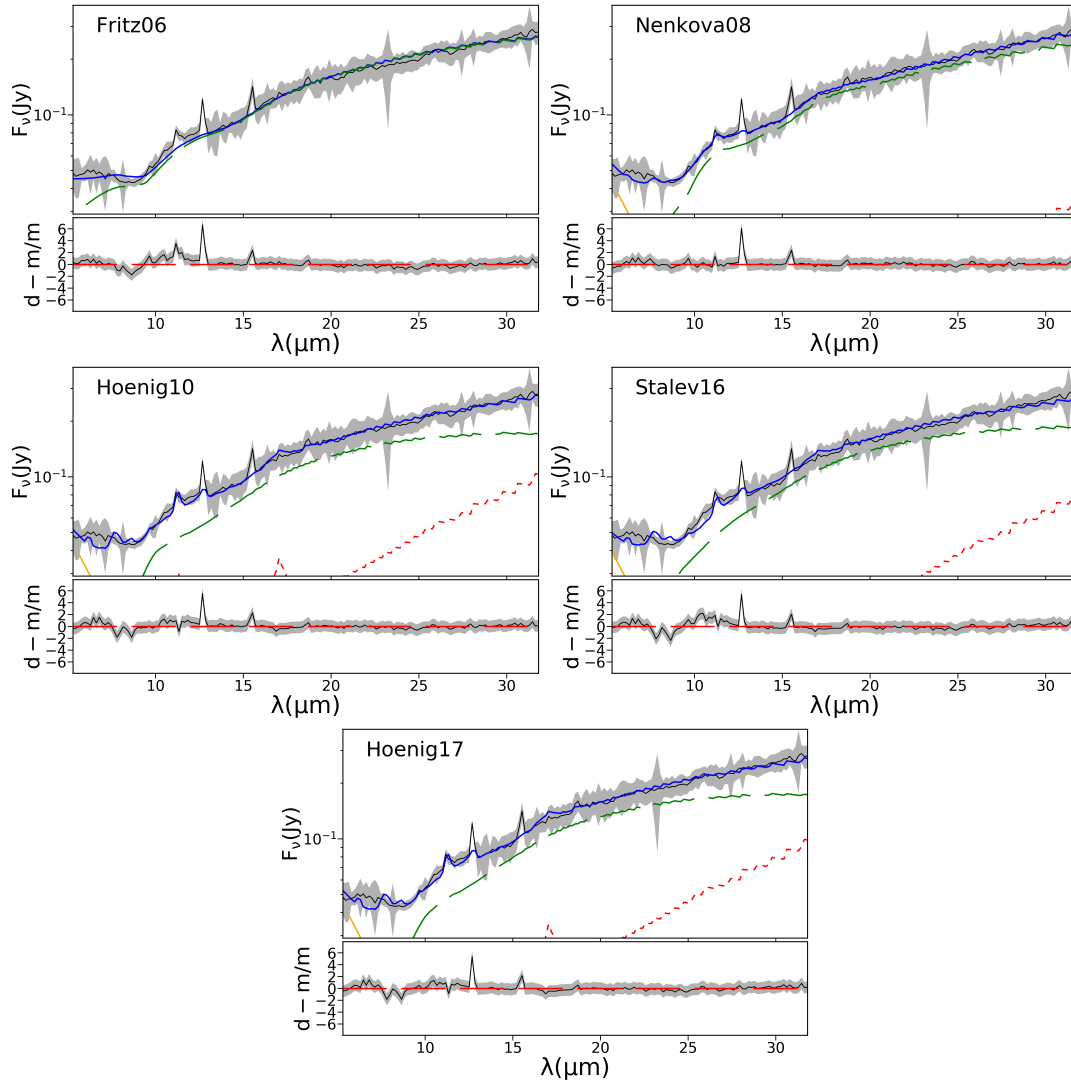 Fritz06
F_ν(Jy)
10⁻¹
d − m/m
6
4
2
0
−2
−4
−6
10 15 20 25 30
λ(μm)
Nenkova08
F_ν(Jy)
10⁻¹
d − m/m
6
4
2
0
−2
−4
−6
10 15 20 25 30
λ(μm)
Hoenig10
F_ν(Jy)
10⁻¹
d − m/m
6
4
2
0
−2
−4
−6
10 15 20 25 30
λ(μm)
Stalev16
F_ν(Jy)
10⁻¹
d − m/m
6
4
2
0
−2
−4
−6
10 15 20 25 30
λ(μm)
Hoenig17
F_ν(Jy)
10⁻¹
d − m/m
6
4
2
0
−2
−4
−6
10 15 20 25 30
λ(μm)